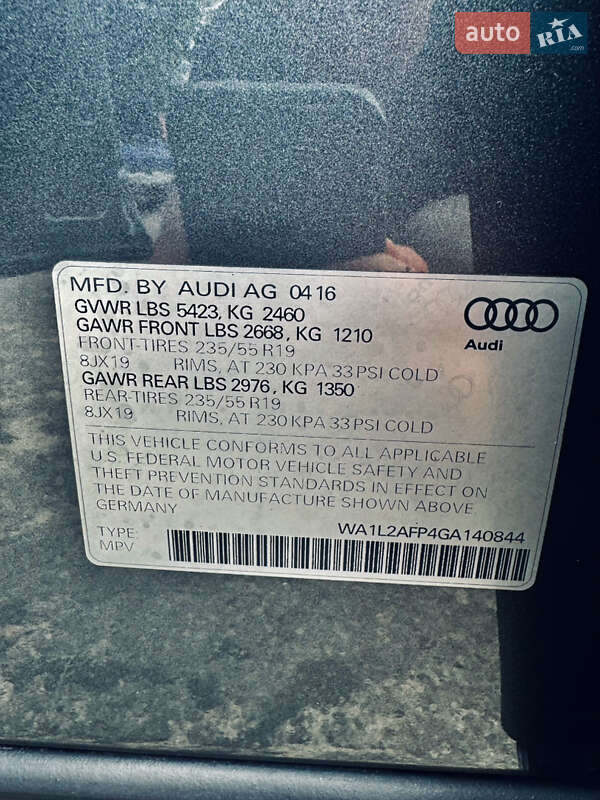 auto RIA
.com
MFD. BY AUDI AG 04 16
GVWR LBS 5423, KG 2460
GAWR FRONT LBS 2668, KG 1210
FRONT-TIRES 235/55 R19
8JX19 RIMS, AT 230 KPA 33 PSI COLD
GAWR REAR LBS 2976, KG 1350
REAR-TIRES 235/55 R19
8JX19 RIMS, AT 230 KPA 33 PSI COLD
Audi
THIS VEHICLE CONFORMS TO ALL APPLICABLE
U.S. FEDERAL MOTOR VEHICLE SAFETY AND
THEFT PREVENTION STANDARDS IN EFFECT ON
THE DATE OF MANUFACTURE SHOWN ABOVE
GERMANY
TYPE: WA1L2AFP4GA140844
MPV